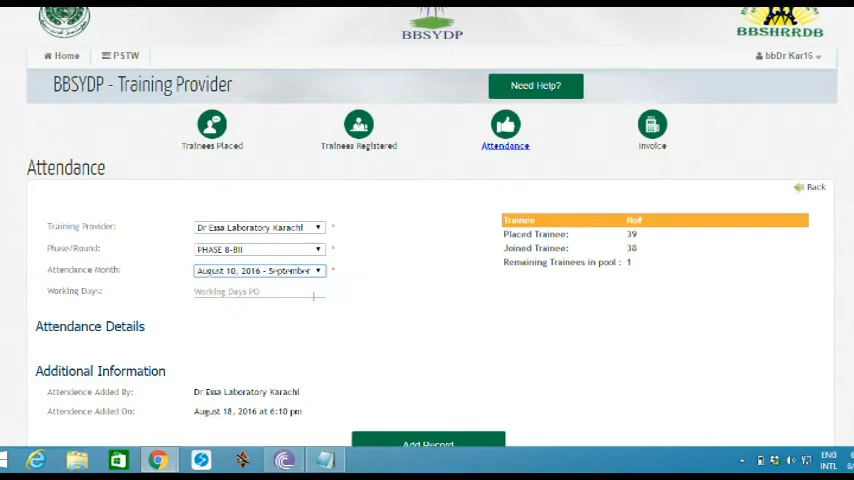 BBSYDP
BBSHRRDB
Home
PSTW
bbDr Kar16
BBSYDP - Training Provider
Need Help?
Trainees Placed
Trainees Registered
Attendance
Invoice
Attendance
Back
Training Provider:
Dr Essa Laboratory Karachi
*
Phase/Round:
PHASE 8-BII
*
Attendance Month:
August 10, 2016 - September
*
Working Days:
Working Days PO
Trainee No#
Placed Trainee: 39
Joined Trainee: 38
Remaining Trainees in pool : 1
Attendance Details
Additional Information
Attendence Added By: Dr Essa Laboratory Karachi
Attendence Added On: August 18, 2016 at 6:10 pm
Add Record
ENG
INTL